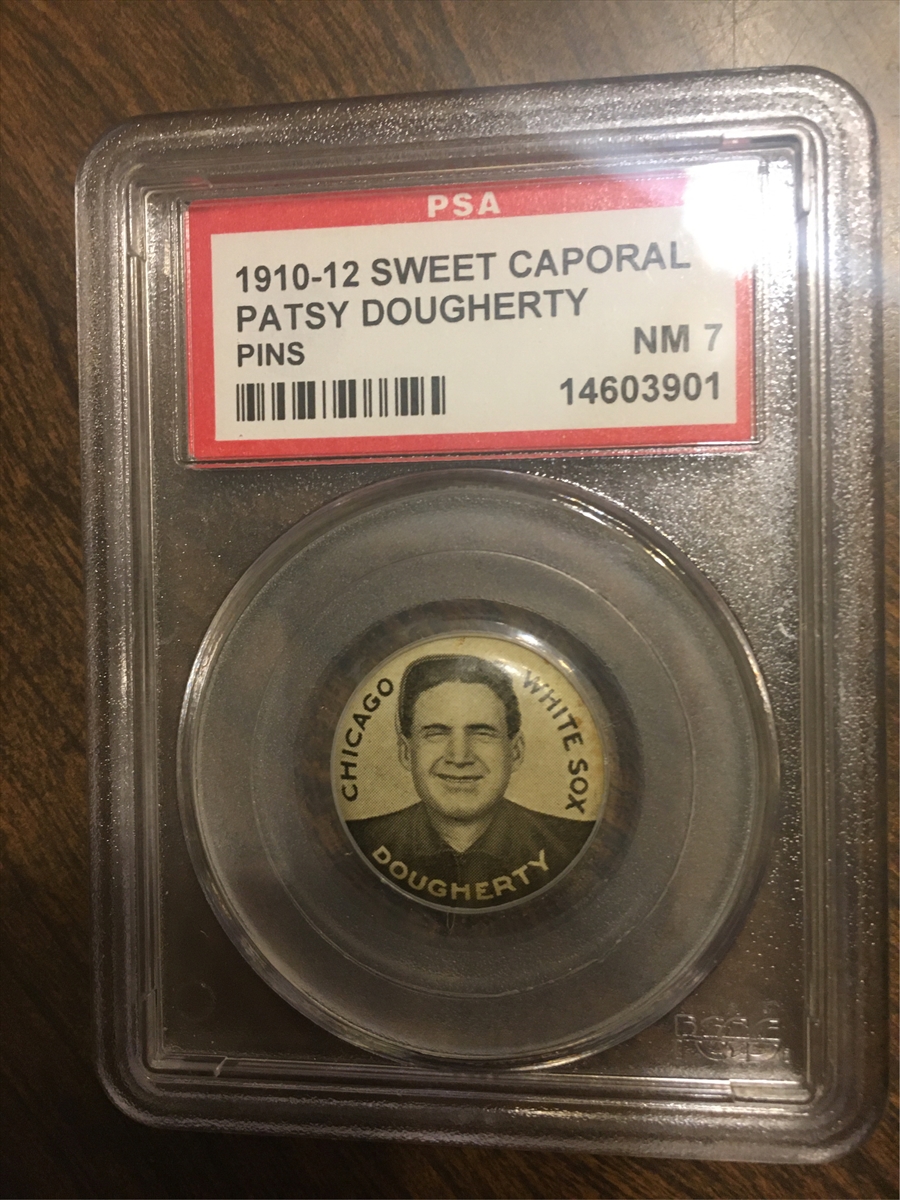 PSA
1910-12 SWEET CAPORAL
PATSY DOUGHERTY
PINS
NM 7
14603901
CHICAGO
WHITE SOX
DOUGHERTY